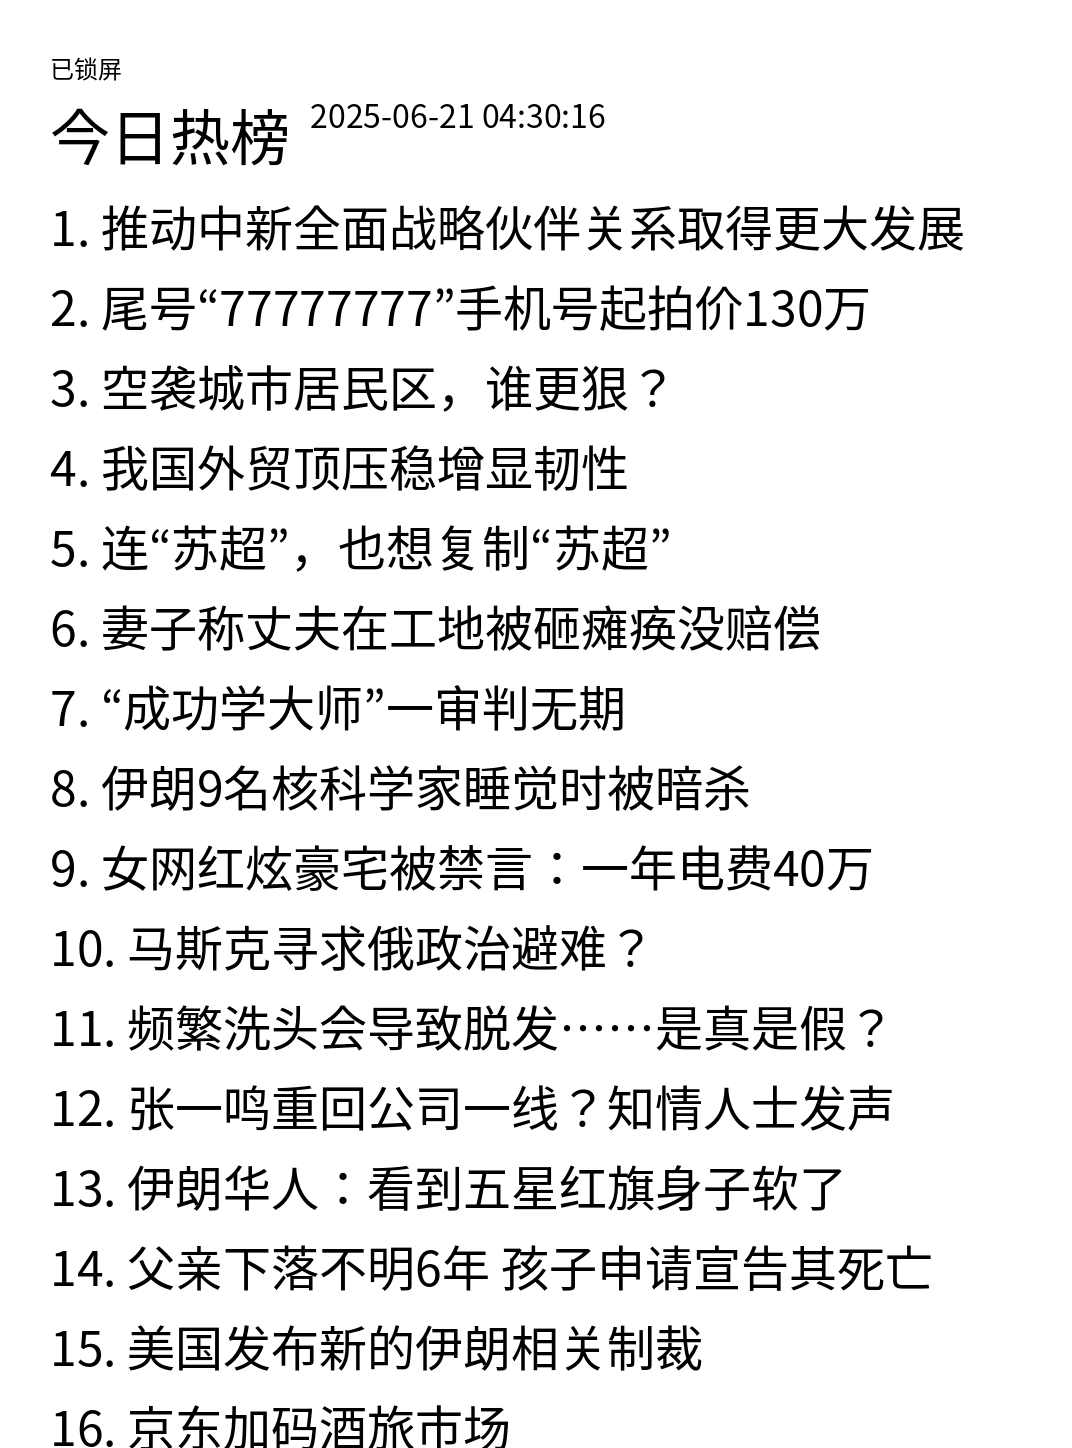 已锁屏
今日热榜 2025-06-21 04:30:16
1. 推动中新全面战略伙伴关系取得更大发展
2. 尾号“77777777”手机号起拍价130万
3. 空袭城市居民区，谁更狠？
4. 我国外贸顶压稳增显韧性
5. 连“苏超”，也想复制“苏超”
6. 妻子称丈夫在工地被砸瘫痪没赔偿
7. “成功学大师”一审判无期
8. 伊朗9名核科学家睡觉时被暗杀
9. 女网红炫豪宅被禁言：一年电费40万
10. 马斯克寻求俄政治避难？
11. 频繁洗头会导致脱发……是真是假？
12. 张一鸣重回公司一线？知情人士发声
13. 伊朗华人：看到五星红旗身子软了
14. 父亲下落不明6年 孩子申请宣告其死亡
15. 美国发布新的伊朗相关制裁
16. 京东加码酒旅市场